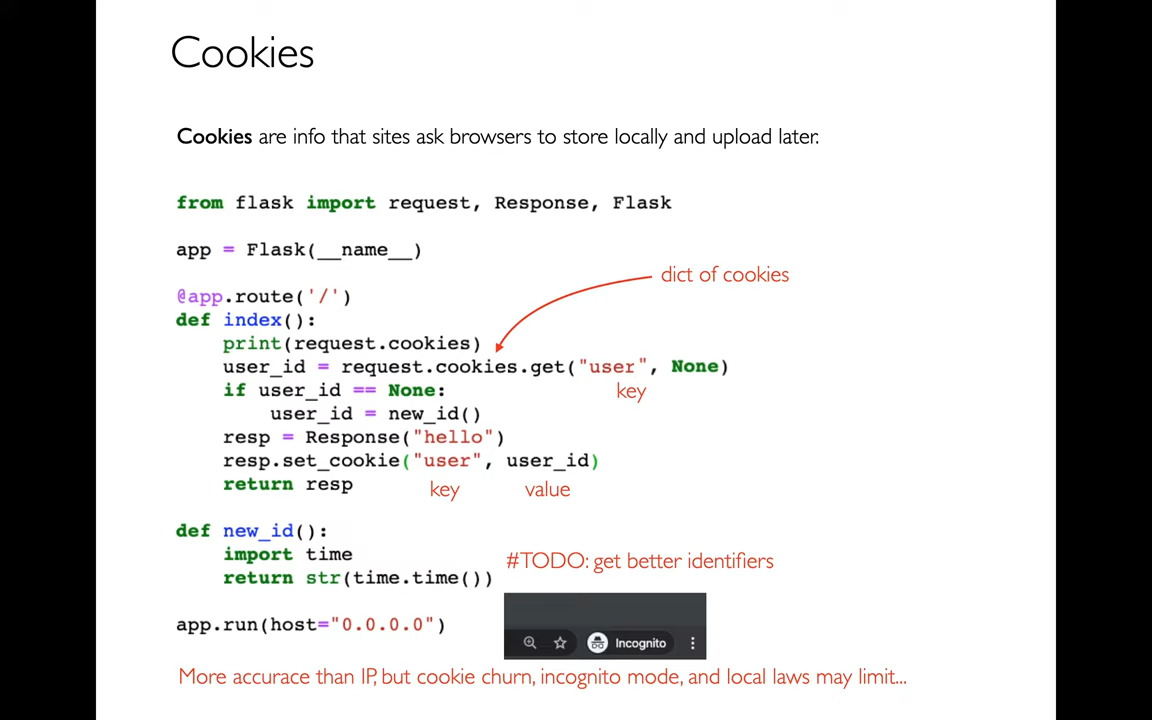 Cookies
Cookies are info that sites ask browsers to store locally and upload later.
from flask import request, Response, Flask
app = Flask(__name__)
dict of cookies
@app.route('/')
def index():
    print(request.cookies)
    user_id = request.cookies.get("user", None)
    if user_id == None:
key
        user_id = new_id()
    resp = Response("hello")
    resp.set_cookie("user", user_id)
    return resp
key value
def new_id():
    import time
#TODO: get better identifiers
    return str(time.time())
app.run(host="0.0.0.0")
Incognito
More accurace than IP, but cookie churn, incognito mode, and local laws may limit...